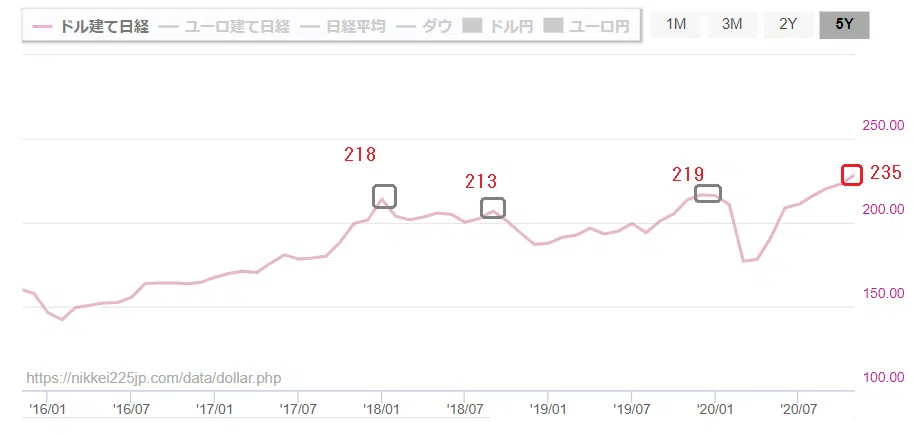 ドル建て日経 ユーロ建て日経 日経平均 ダウ ドル円 ユーロ円 1M 3M 2Y 5Y
250.00
218
219
235
213
200.00
150.00
https://nikkei225jp.com/data/dollar.php
100.00
'16/01 '16/07 '17/01 '17/07 '18/01 '18/07 '19/01 '19/07 '20/01 '20/07